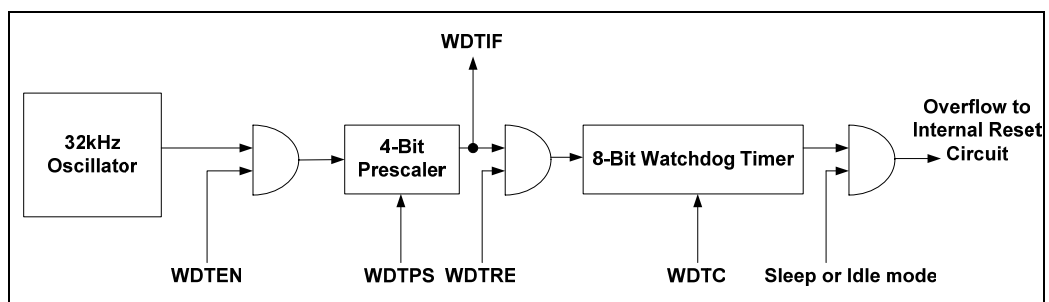 WDTIF
32kHz
Oscillator
4-Bit
Prescaler
8-Bit Watchdog Timer
Overflow to
Internal Reset
Circuit
WDTEN
WDTPS
WDTRE
WDTC
Sleep or Idle mode